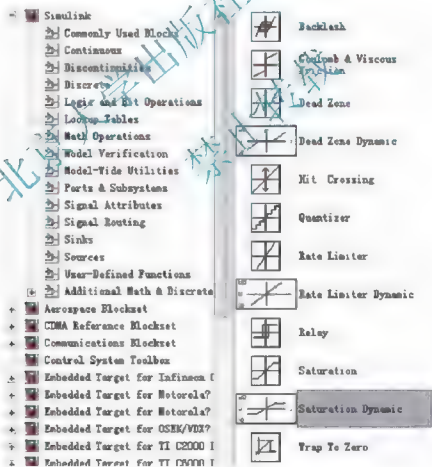 Simulink
Commonly Used Blocks
Continuous
Discontinuities
Discrete
Logic and Bit Operations
Lookup Tables
Math Operations
Model Verification
Model-Wide Utilities
Ports & Subsystems
Signal Attributes
Signal Routing
Sinks
Sources
User-Defined Functions
Additional Math & Discrete
Aerospace Blockset
CDMA Reference Blockset
Communications Blockset
Control System Toolbox
Embedded Target for Infineon C
Embedded Target for Motorola?
Embedded Target for Motorola?
Embedded Target for OSEK/VDX?
Embedded Target for TI C2000 I
Embedded Target for TI C6000 I
Backlash
Coulomb & Viscous
Friction
Dead Zone
Dead Zone Dynamic
Hit Crossing
Quantizer
Rate Limiter
Rate Limiter Dynamic
Relay
Saturation
Saturation Dynamic
Wrap To Zero